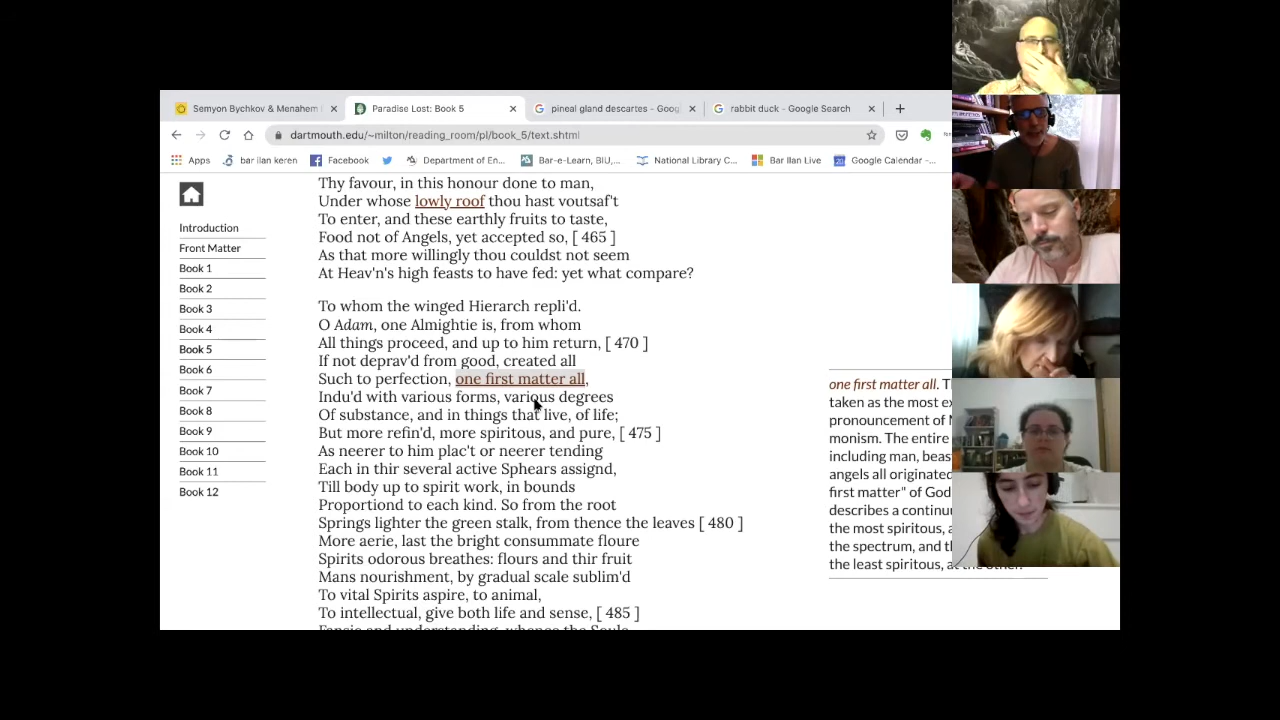 Semyon Bychkov & Menahem
Paradise Lost: Book 5
pineal gland descartes - Goog
rabbit duck - Google Search
dartmouth.edu/~milton/reading_room/pl/book_5/text.shtml
Apps
bar ilan keren
Facebook
Twitter
Department of En...
Bar-e-Learn, BIU,...
National Library C...
Bar Ilan Live
Google Calendar -...
Introduction
Front Matter
Book 1
Book 2
Book 3
Book 4
Book 5
Book 6
Book 7
Book 8
Book 9
Book 10
Book 11
Book 12
Thy favour, in this honour done to man,
Under whose lowly roof thou hast voutsaf't
To enter, and these earthly fruits to taste,
Food not of Angels, yet accepted so, [ 465 ]
As that more willingly thou couldst not seem
At Heav'n's high feasts to have fed: yet what compare?
To whom the winged Hierarch repli'd.
O Adam, one Almightie is, from whom
All things proceed, and up to him return, [ 470 ]
If not deprav'd from good, created all
Such to perfection, one first matter all,
Indu'd with various forms, various degrees
Of substance, and in things that live, of life;
But more refin'd, more spiritous, and pure, [ 475 ]
As neerer to him plac't or neerer tending
Each in thir several active Sphears assignd,
Till body up to spirit work, in bounds
Proportiond to each kind. So from the root
Springs lighter the green stalk, from thence the leaves [ 480 ]
More aerie, last the bright consummate floure
Spirits odorous breathes: flours and thir fruit
Mans nourishment, by gradual scale sublim'd
To vital Spirits aspire, to animal,
To intellectual, give both life and sense, [ 485 ]
Fansie and understanding, whence the Soule
one first matter all. T
taken as the most ex
pronouncement of M
monism. The entire
including man, beas
angels all originated
first matter" of God
describes a continu
the most spiritous, a
the spectrum, and th
the least spiritous, at the other.